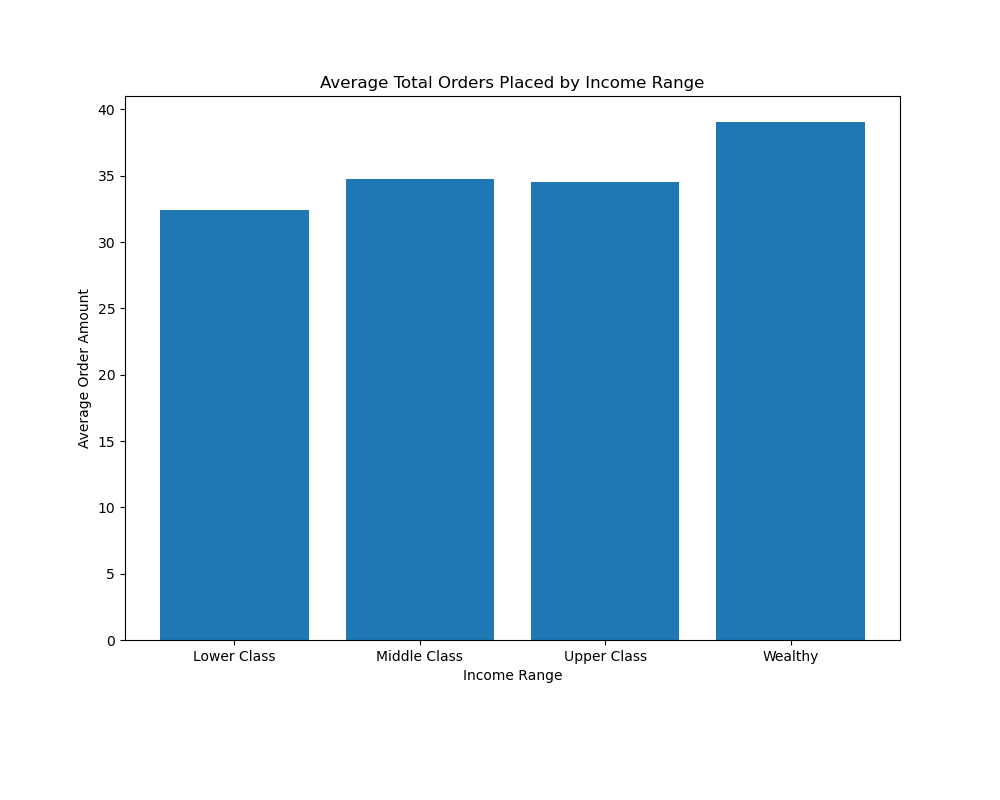 Average Total Orders Placed by Income Range
40
35
30
25
20
15
10
5
0
Average Order Amount
Lower Class
Middle Class
Upper Class
Wealthy
Income Range